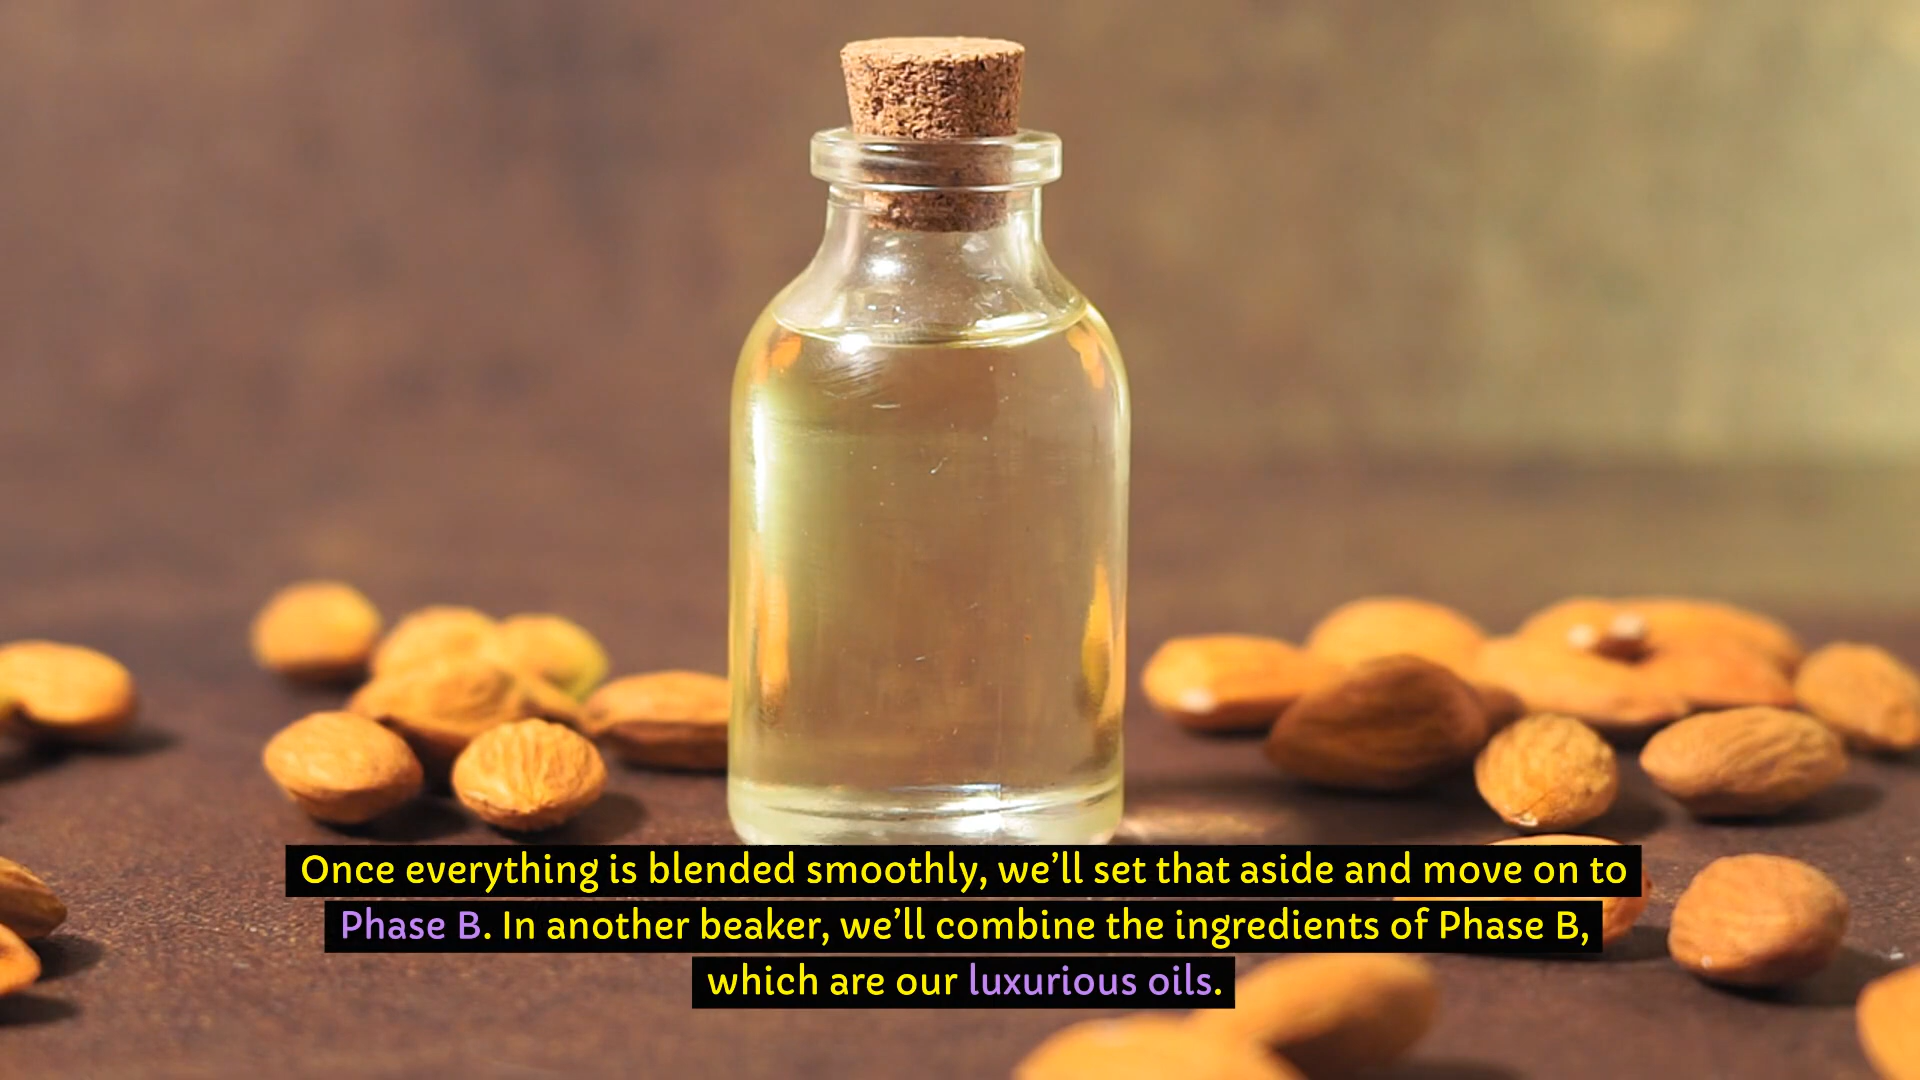 Once everything is blended smoothly, we’ll set that aside and move on to
Phase B. In another beaker, we’ll combine the ingredients of Phase B,
which are our luxurious oils.